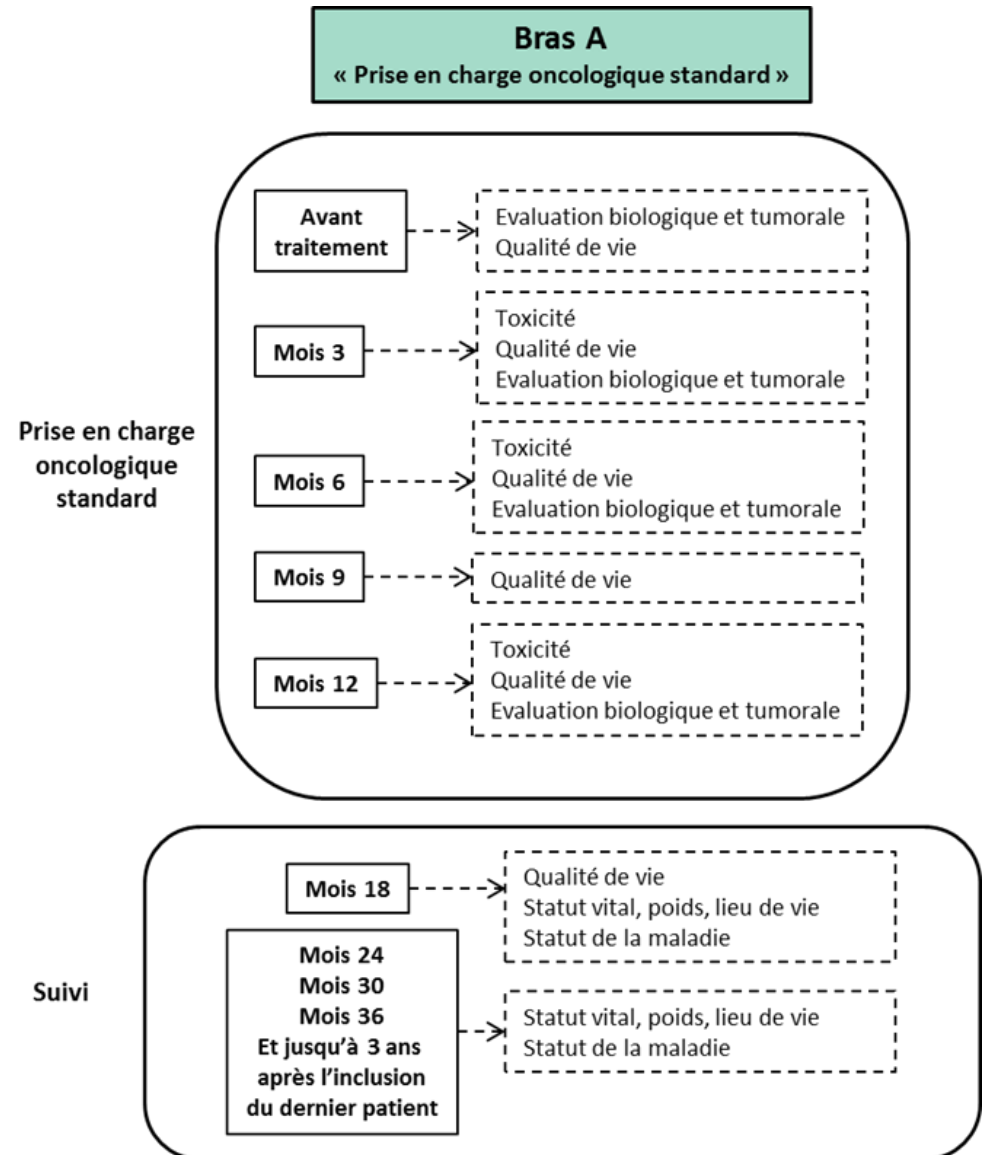 Bras A
« Prise en charge oncologique standard »
Prise en charge
oncologique
standard
Avant
traitement
Evaluation biologique et tumorale
Qualité de vie
Mois 3
Toxicité
Qualité de vie
Evaluation biologique et tumorale
Mois 6
Toxicité
Qualité de vie
Evaluation biologique et tumorale
Mois 9
Qualité de vie
Mois 12
Toxicité
Qualité de vie
Evaluation biologique et tumorale
Suivi
Mois 18
Qualité de vie
Statut vital, poids, lieu de vie
Statut de la maladie
Mois 24
Mois 30
Mois 36
Et jusqu'à 3 ans
après l'inclusion
du dernier patient
Statut vital, poids, lieu de vie
Statut de la maladie